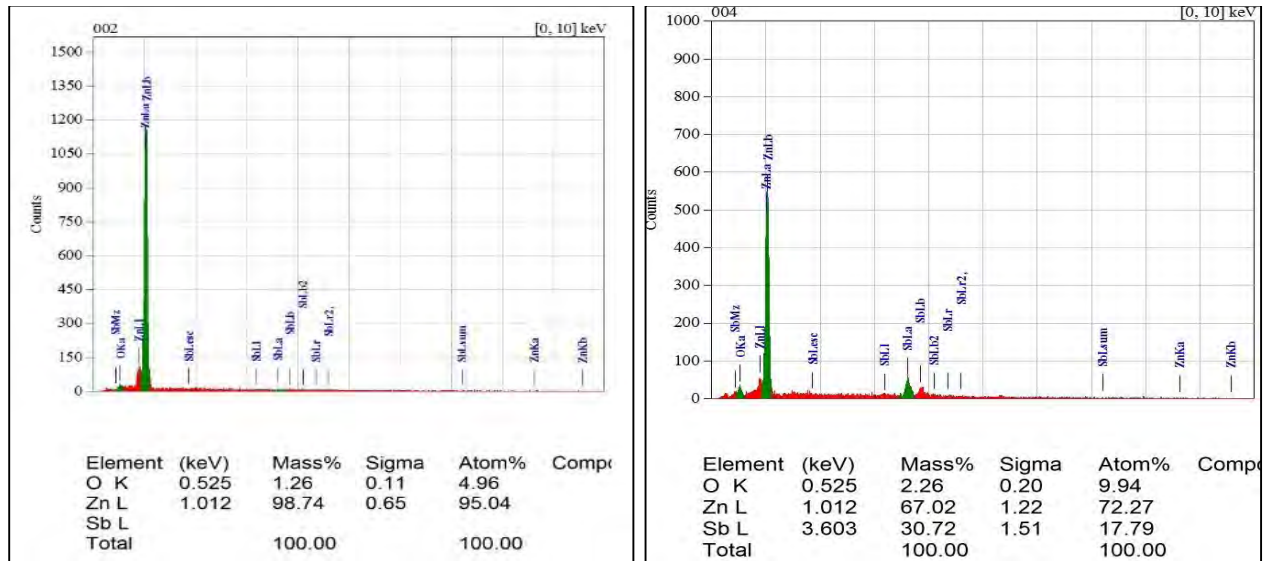 002 [0, 10] keV
1500
1350
1200
1050
900
750
600
450
300
150
0
Counts
SbMz
OKa
ZnLl
ZnLa ZnLb
SbLesc
SbLl
SbLa
SbLb
SbLb2
SbLr
SbLr2,
SbLsum
ZnKa
ZnKb
Element (keV) Mass% Sigma Atom% Compo
O K 0.525 1.26 0.11 4.96
Zn L 1.012 98.74 0.65 95.04
Sb L
Total 100.00 100.00
004 [0, 10] keV
1000
900
800
700
600
500
400
300
200
100
0
Counts
SbMz
OKa
ZnLl
ZnLa ZnLb
SbLesc
SbLl
SbLa
SbLb
SbLb2
SbLr
SbLr2,
SbLsum
ZnKa
ZnKb
Element (keV) Mass% Sigma Atom% Compo
O K 0.525 2.26 0.20 9.94
Zn L 1.012 67.02 1.22 72.27
Sb L 3.603 30.72 1.51 17.79
Total 100.00 100.00